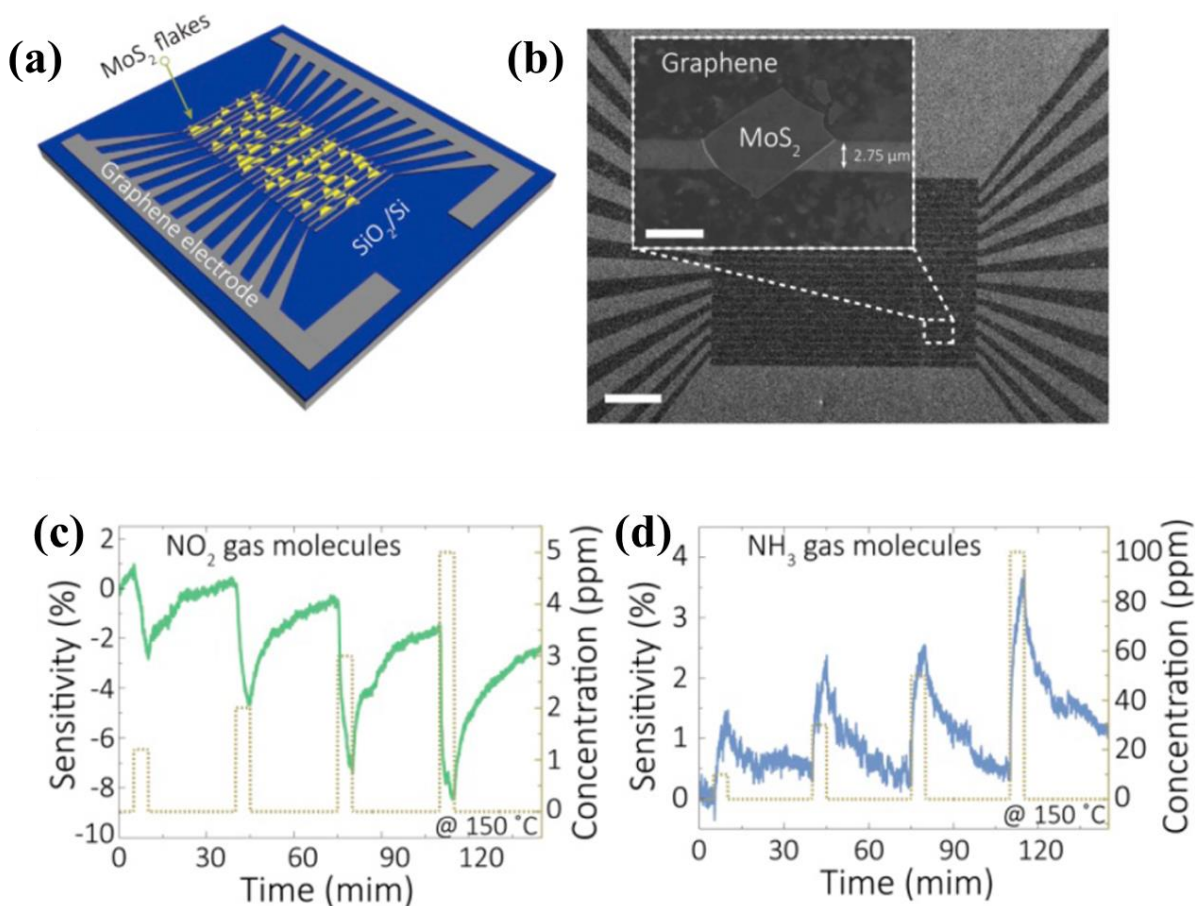 (a)
MoS₂ flakes
Graphene electrode
SiO₂/Si
(b)
Graphene
MoS₂
2.75 μm
(c)
NO₂ gas molecules
Sensitivity (%)
2
0
-2
-4
-6
-8
-10
0
30
60
90
120
Time (mim)
5
4
3
2
1
0
Concentration (ppm)
@ 150 °C
(d)
NH₃ gas molecules
Sensitivity (%)
4
3
2
1
0
0
30
60
90
120
Time (mim)
100
80
60
40
20
0
Concentration (ppm)
@ 150 °C